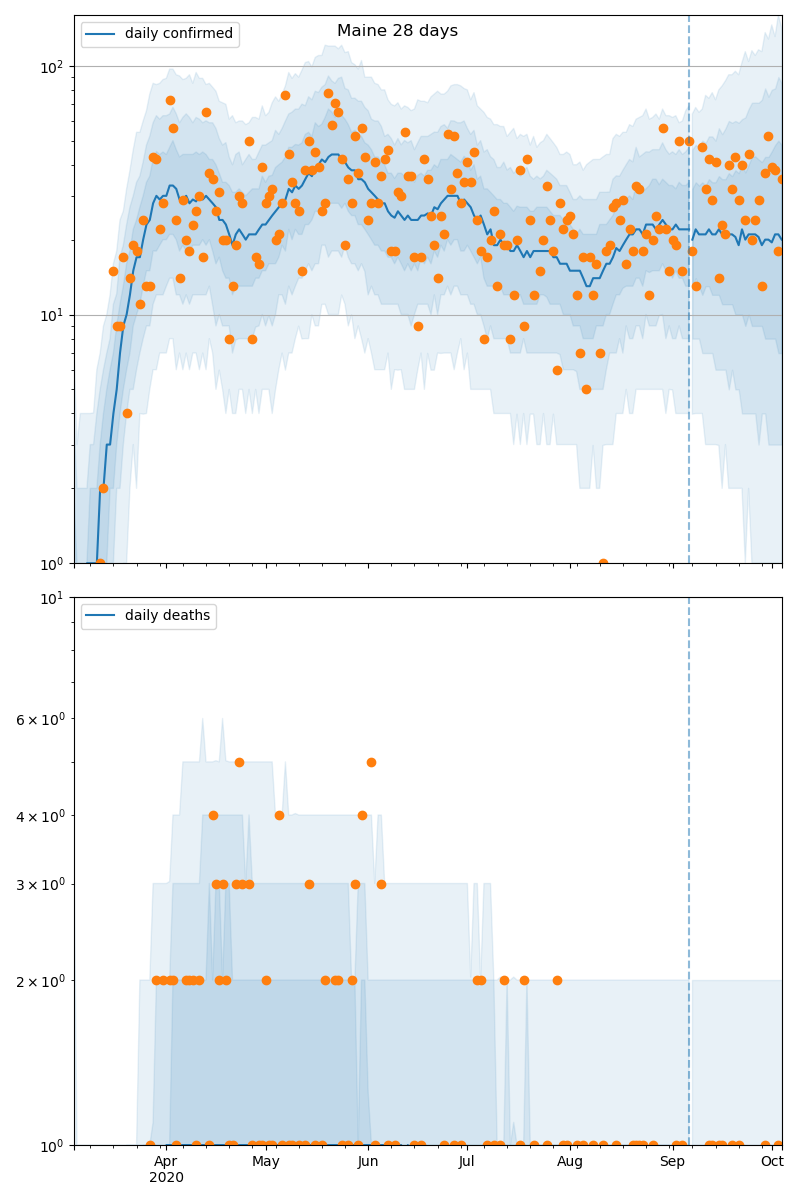 Maine 28 days
daily confirmed
10²
10¹
10⁰
daily deaths
10¹
6 × 10⁰
4 × 10⁰
3 × 10⁰
2 × 10⁰
10⁰
Apr May Jun Jul Aug Sep Oct
2020